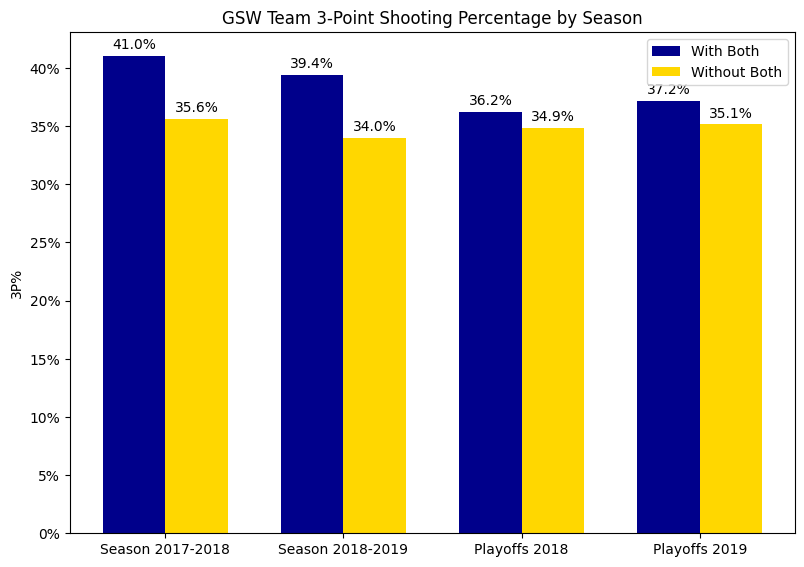 GSW Team 3-Point Shooting Percentage by Season
With Both
Without Both
41.0%
35.6%
39.4%
34.0%
36.2%
34.9%
37.2%
35.1%
3P%
40%
35%
30%
25%
20%
15%
10%
5%
0%
Season 2017-2018
Season 2018-2019
Playoffs 2018
Playoffs 2019